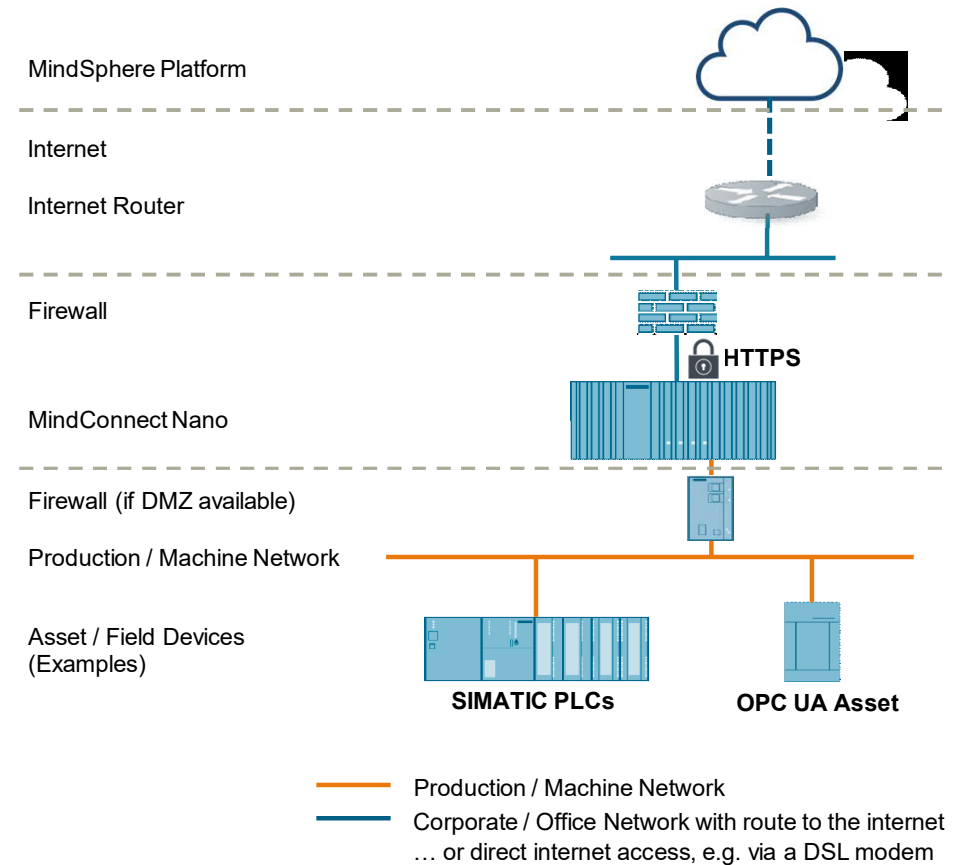 MindSphere Platform
Internet
Internet Router
Firewall
HTTPS
MindConnect Nano
Firewall (if DMZ available)
Production / Machine Network
Asset / Field Devices
(Examples)
SIMATIC PLCs
OPC UA Asset
Production / Machine Network
Corporate / Office Network with route to the internet
… or direct internet access, e.g. via a DSL modem